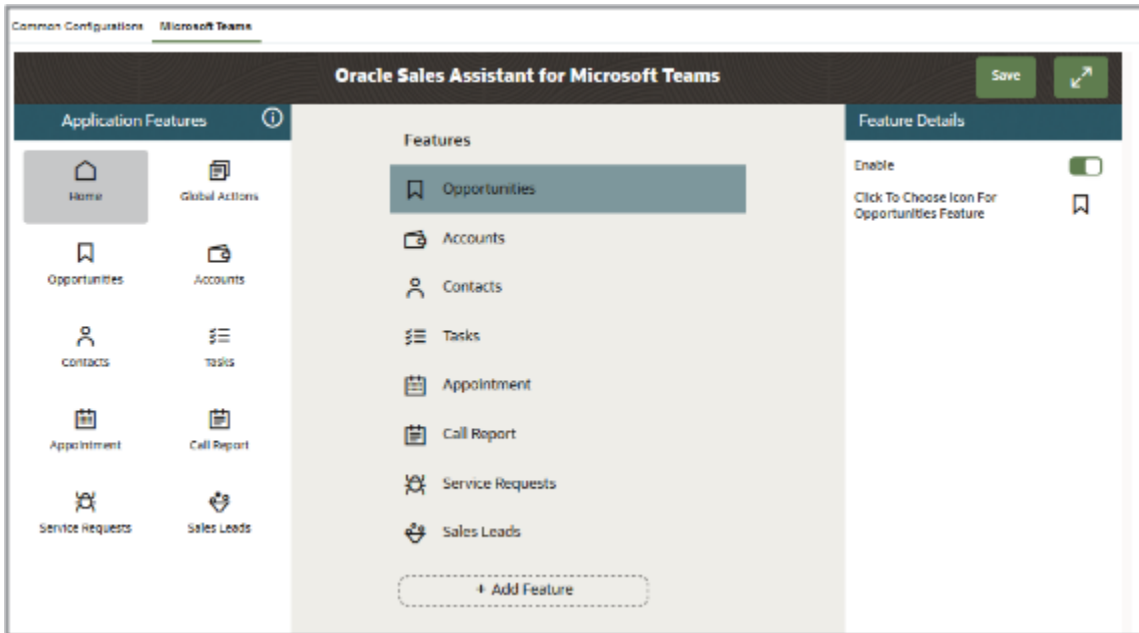 Common Configurations Microsoft Teams
Oracle Sales Assistant for Microsoft Teams Save
Application Features
Home Global Actions
Opportunities Accounts
Contacts Tasks
Appointment Call Report
Service Requests Sales Leads
Features
Opportunities
Accounts
Contacts
Tasks
Appointment
Call Report
Service Requests
Sales Leads
+ Add Feature
Feature Details
Enable
Click To Choose Icon For
Opportunities Feature